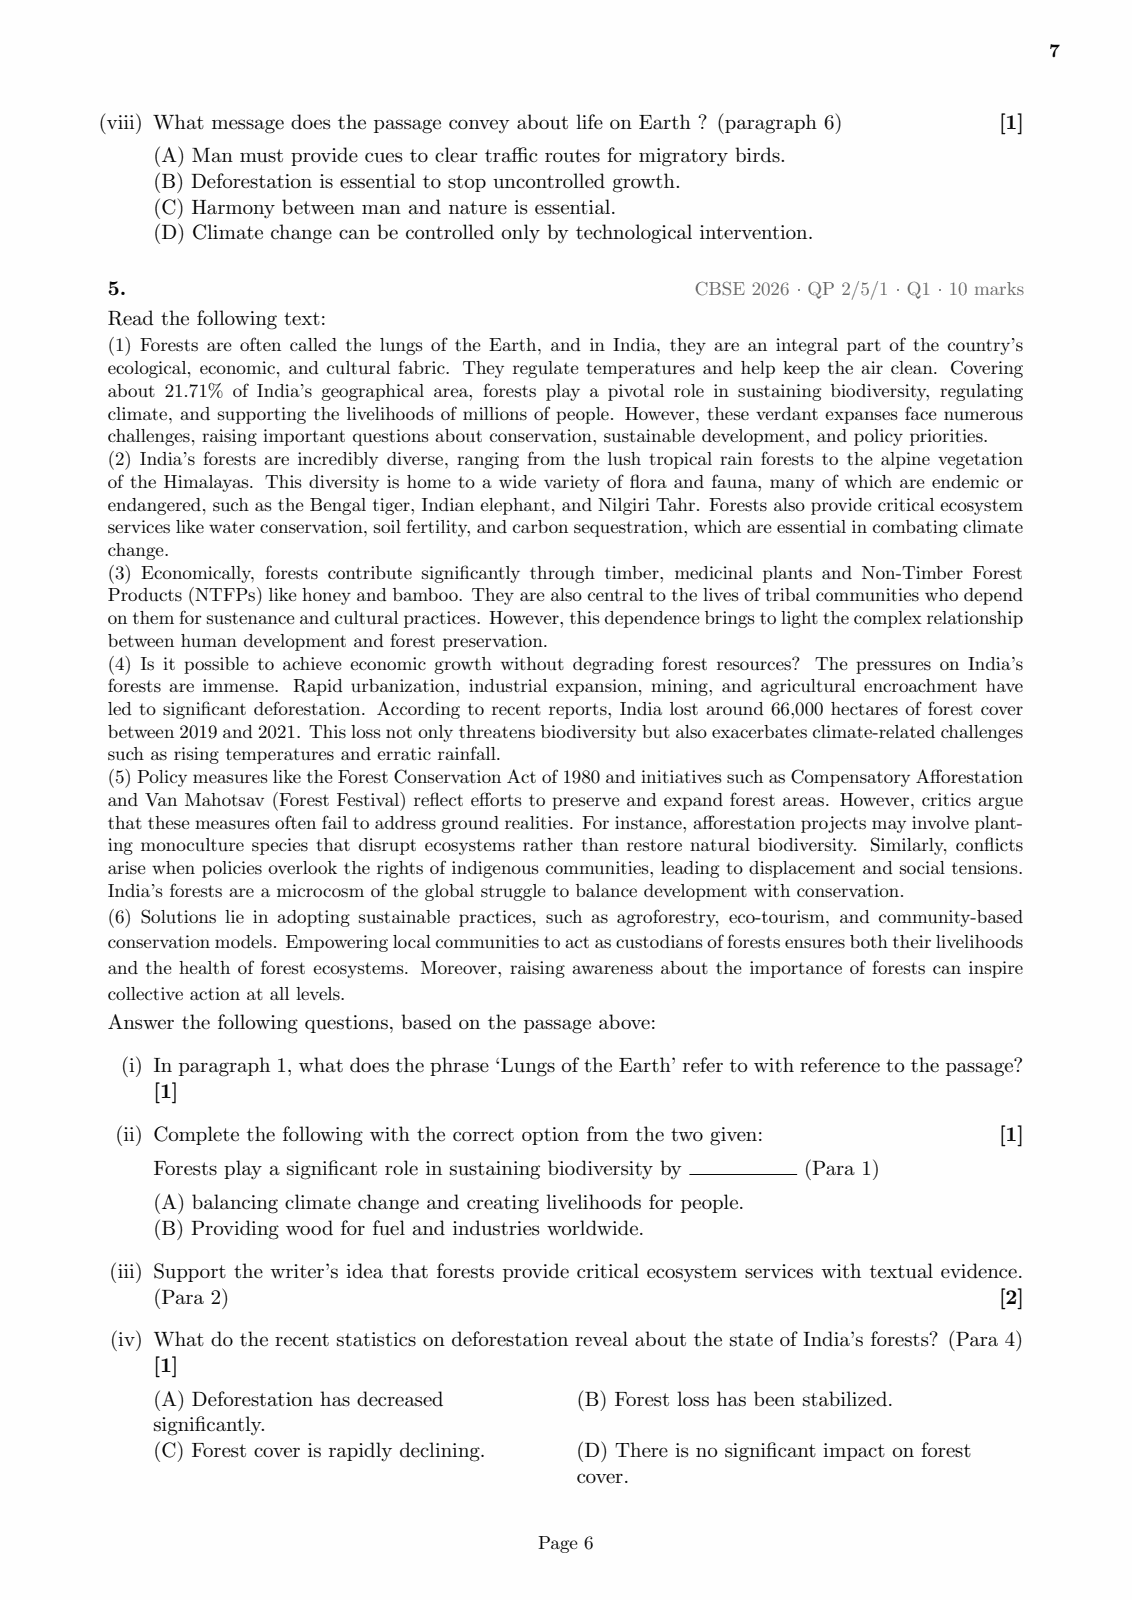 7
(viii) What message does the passage convey about life on Earth ? (paragraph 6) [1]
(A) Man must provide cues to clear traffic routes for migratory birds.
(B) Deforestation is essential to stop uncontrolled growth.
(C) Harmony between man and nature is essential.
(D) Climate change can be controlled only by technological intervention.
5. CBSE 2026 · QP 2/5/1 · Q1 · 10 marks
Read the following text:
(1) Forests are often called the lungs of the Earth, and in India, they are an integral part of the country's
ecological, economic, and cultural fabric. They regulate temperatures and help keep the air clean. Covering
about 21.71% of India's geographical area, forests play a pivotal role in sustaining biodiversity, regulating
climate, and supporting the livelihoods of millions of people. However, these verdant expanses face numerous
challenges, raising important questions about conservation, sustainable development, and policy priorities.
(2) India's forests are incredibly diverse, ranging from the lush tropical rain forests to the alpine vegetation
of the Himalayas. This diversity is home to a wide variety of flora and fauna, many of which are endemic or
endangered, such as the Bengal tiger, Indian elephant, and Nilgiri Tahr. Forests also provide critical ecosystem
services like water conservation, soil fertility, and carbon sequestration, which are essential in combating climate
change.
(3) Economically, forests contribute significantly through timber, medicinal plants and Non-Timber Forest
Products (NTFPs) like honey and bamboo. They are also central to the lives of tribal communities who depend
on them for sustenance and cultural practices. However, this dependence brings to light the complex relationship
between human development and forest preservation.
(4) Is it possible to achieve economic growth without degrading forest resources? The pressures on India's
forests are immense. Rapid urbanization, industrial expansion, mining, and agricultural encroachment have
led to significant deforestation. According to recent reports, India lost around 66,000 hectares of forest cover
between 2019 and 2021. This loss not only threatens biodiversity but also exacerbates climate-related challenges
such as rising temperatures and erratic rainfall.
(5) Policy measures like the Forest Conservation Act of 1980 and initiatives such as Compensatory Afforestation
and Van Mahotsav (Forest Festival) reflect efforts to preserve and expand forest areas. However, critics argue
that these measures often fail to address ground realities. For instance, afforestation projects may involve plant-
ing monoculture species that disrupt ecosystems rather than restore natural biodiversity. Similarly, conflicts
arise when policies overlook the rights of indigenous communities, leading to displacement and social tensions.
India's forests are a microcosm of the global struggle to balance development with conservation.
(6) Solutions lie in adopting sustainable practices, such as agroforestry, eco-tourism, and community-based
conservation models. Empowering local communities to act as custodians of forests ensures both their livelihoods
and the health of forest ecosystems. Moreover, raising awareness about the importance of forests can inspire
collective action at all levels.
Answer the following questions, based on the passage above:
(i) In paragraph 1, what does the phrase 'Lungs of the Earth' refer to with reference to the passage?
[1]
(ii) Complete the following with the correct option from the two given: [1]
Forests play a significant role in sustaining biodiversity by __________ (Para 1)
(A) balancing climate change and creating livelihoods for people.
(B) Providing wood for fuel and industries worldwide.
(iii) Support the writer's idea that forests provide critical ecosystem services with textual evidence.
(Para 2) [2]
(iv) What do the recent statistics on deforestation reveal about the state of India's forests? (Para 4)
[1]
(A) Deforestation has decreased
significantly.
(B) Forest loss has been stabilized.
(C) Forest cover is rapidly declining.
(D) There is no significant impact on forest
cover.
Page 6